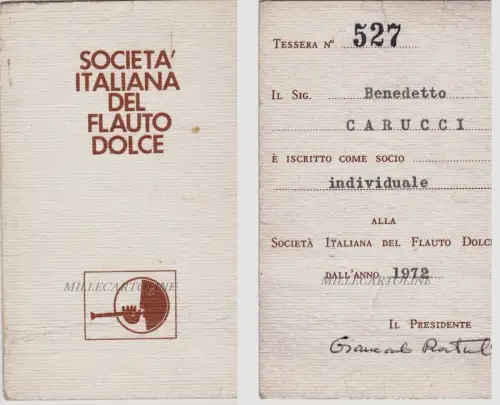 SOCIETA'
ITALIANA
DEL
FLAUTO
DOLCE
MILLECARTOLINE
TESSERA N° 527
IL SIG. Benedetto
CARUCCI
È ISCRITTO COME SOCIO
individuale
ALLA
SOCIETÀ ITALIANA DEL FLAUTO DOLCE
DALL'ANNO 1972
MILLECARTOLINE
IL PRESIDENTE